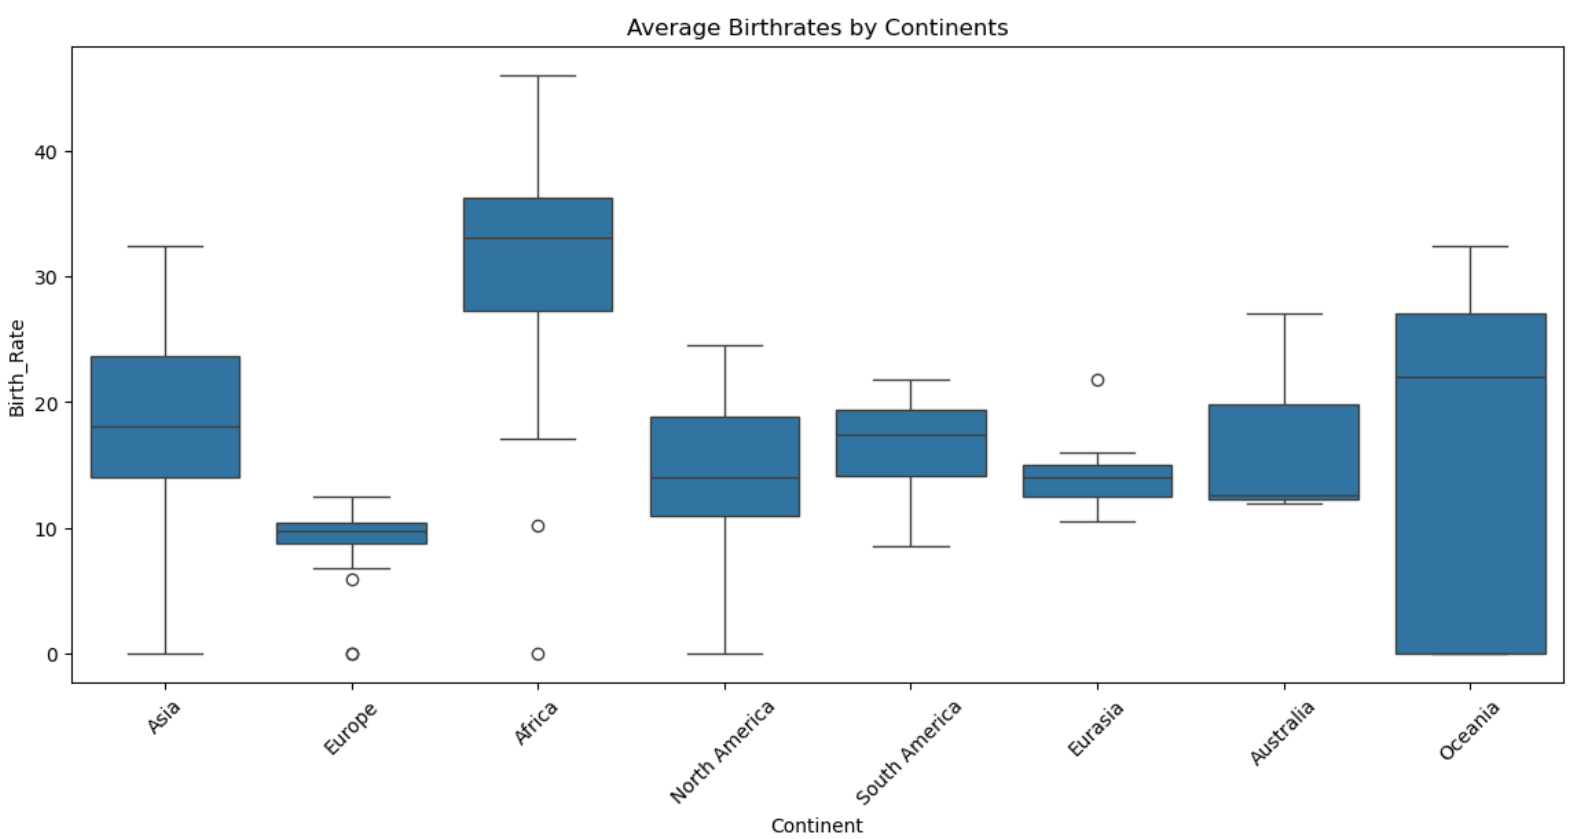 Average Birthrates by Continents
Birth_Rate
40
30
20
10
0
Asia
Europe
Africa
North America
South America
Eurasia
Australia
Oceania
Continent